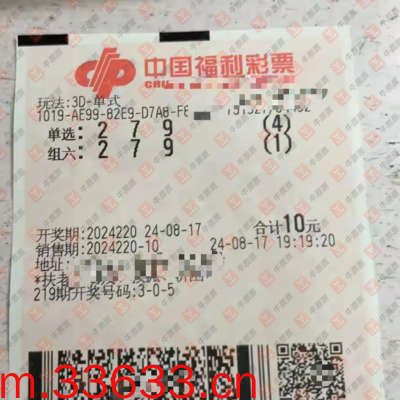 中国福利彩票
玩法:3D-单式
1019-AE99-82E9-D7A8-F8
单选: 2 7 9 (4)
组六: 2 7 9 (1)
开奖期:2024220 24-08-17 合计10元
销售期:2024220-10 24-08-17 19:19:20
地址:
219期开奖号码:3-0-5
m.33633.cn